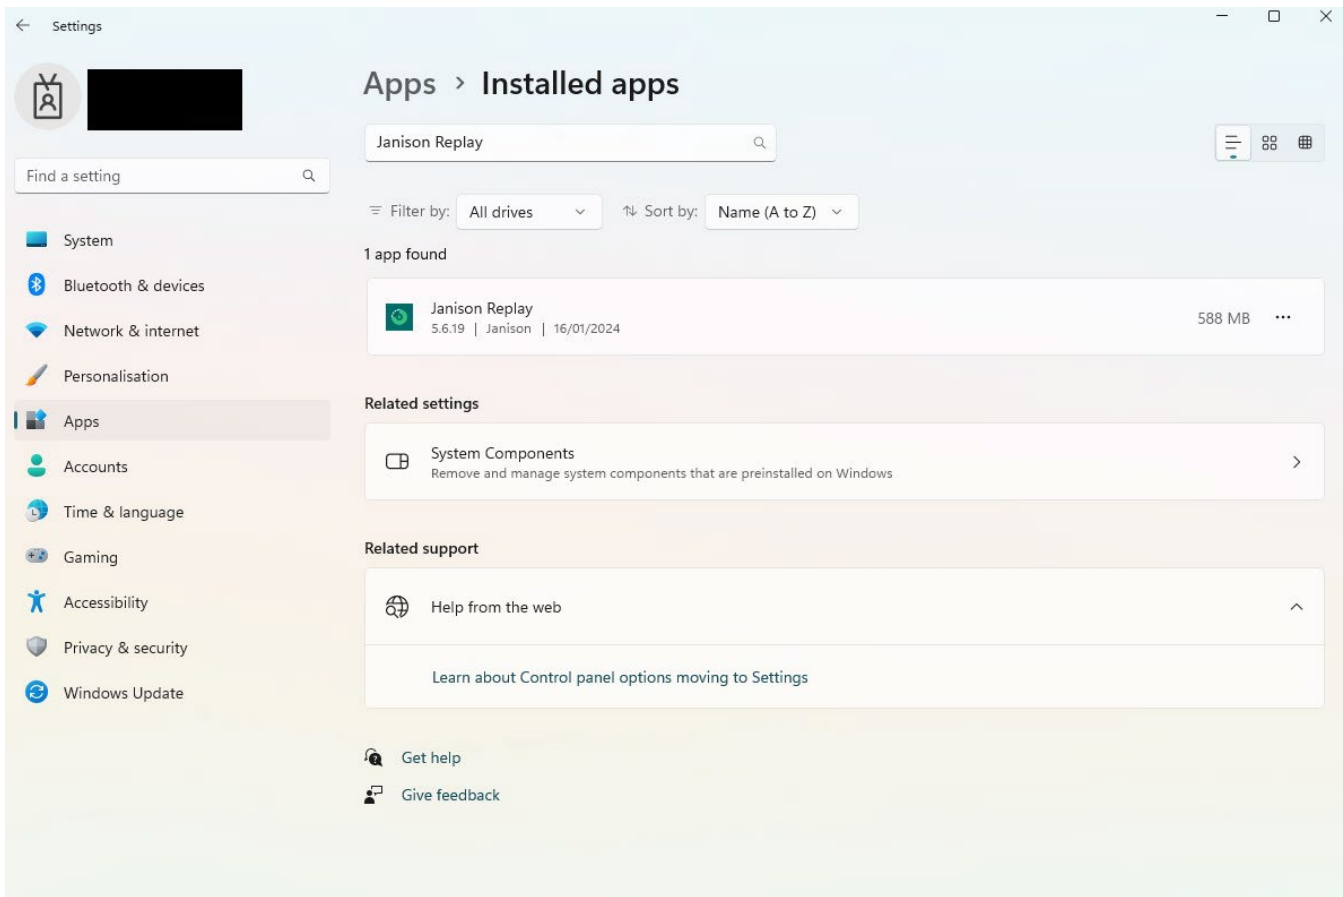 Settings
Apps > Installed apps
Janison Replay
Find a setting
Filter by: All drives Sort by: Name (A to Z)
1 app found
System
Bluetooth & devices
Network & internet
Personalisation
Apps
Accounts
Time & language
Gaming
Accessibility
Privacy & security
Windows Update
Janison Replay
5.6.19 | Janison | 16/01/2024
588 MB
Related settings
System Components
Remove and manage system components that are preinstalled on Windows
Related support
Help from the web
Learn about Control panel options moving to Settings
Get help
Give feedback